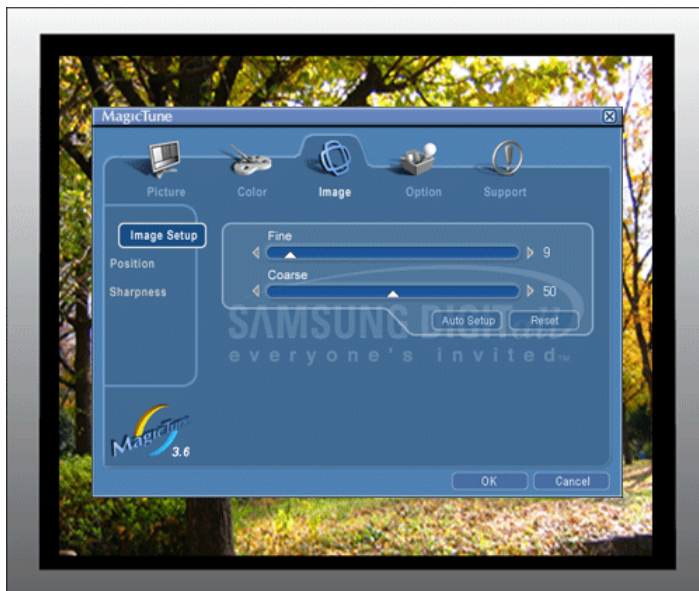 MagicTune
Picture
Color
Image
Option
Support
Image Setup
Position
Sharpness
Fine
9
Coarse
50
Auto Setup
Reset
SAMSUNG DIGITall
everyone's invited™
MagicTune
3.6
OK
Cancel